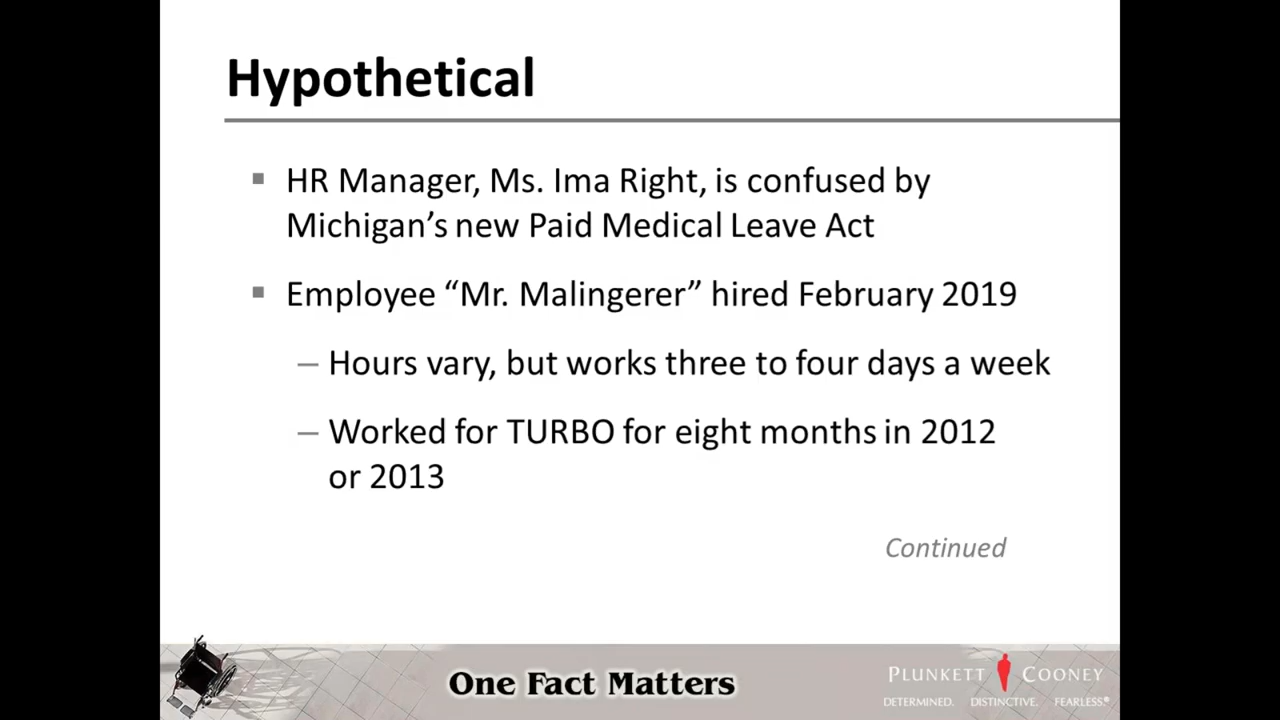 Hypothetical
▪ HR Manager, Ms. Ima Right, is confused by
Michigan’s new Paid Medical Leave Act
▪ Employee “Mr. Malingerer” hired February 2019
– Hours vary, but works three to four days a week
– Worked for TURBO for eight months in 2012
or 2013
Continued
One Fact Matters
PLUNKETT COONEY
DETERMINED. DISTINCTIVE. FEARLESS.®